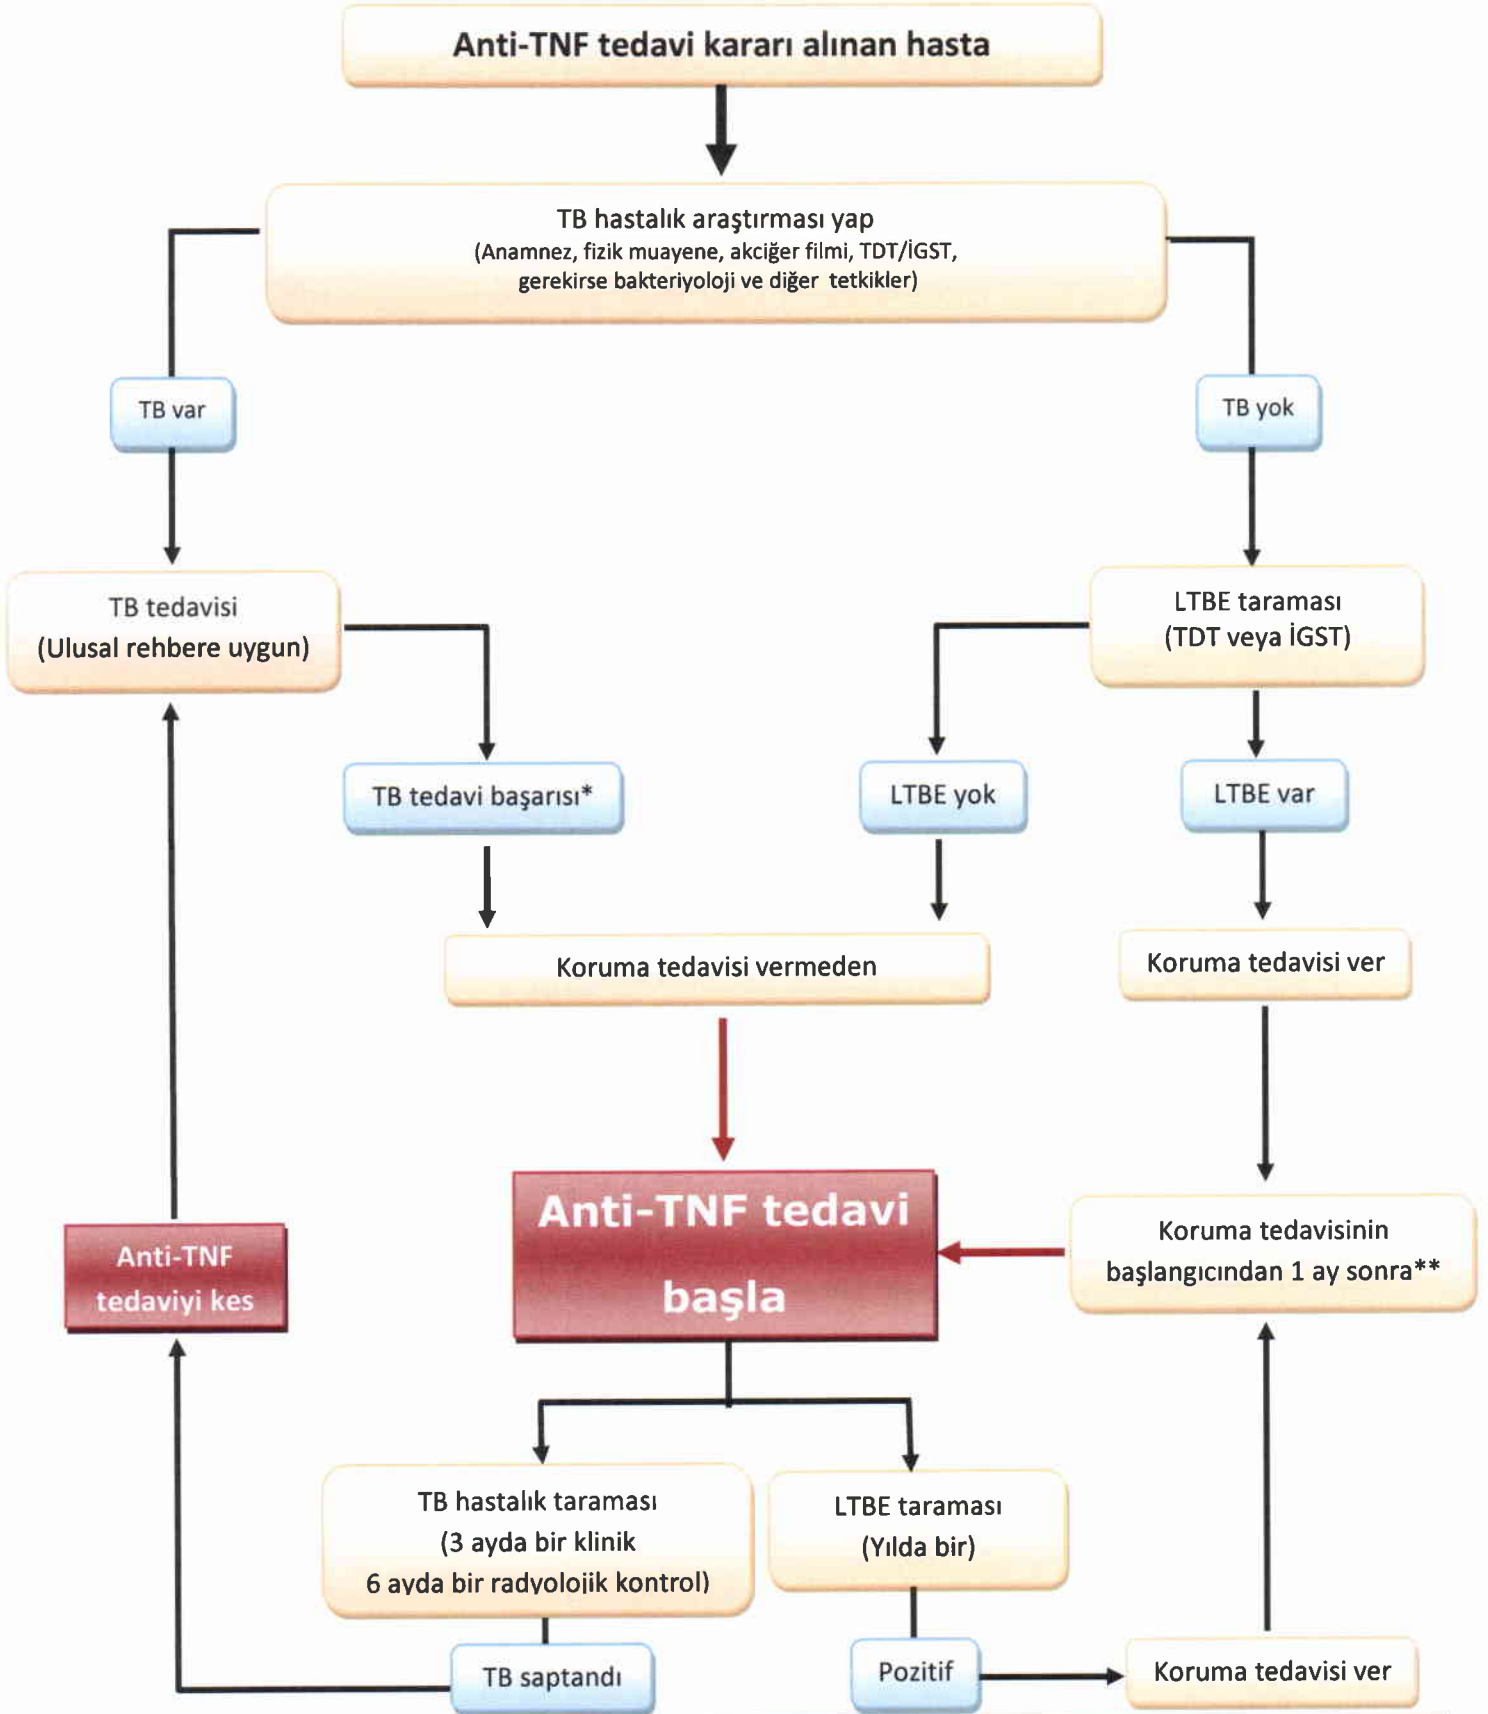 Anti-TNF tedavi kararı alınan hasta
TB hastalık araştırması yap
(Anamnez, fizik muayene, akciğer filmi, TDT/İGST,
gerekirse bakteriyoloji ve diğer tetkikler)
TB var
TB yok
TB tedavisi
(Ulusal rehbere uygun)
LTBE taraması
(TDT veya İGST)
TB tedavi başarısı*
LTBE yok
LTBE var
Koruma tedavisi vermeden
Koruma tedavisi ver
Anti-TNF tedavi
başla
Koruma tedavisinin
başlangıcından 1 ay sonra**
Anti-TNF
tedaviyi kes
TB hastalık taraması
(3 ayda bir klinik
6 ayda bir radyolojik kontrol)
LTBE taraması
(Yılda bir)
TB saptandı
Pozitif
Koruma tedavisi ver